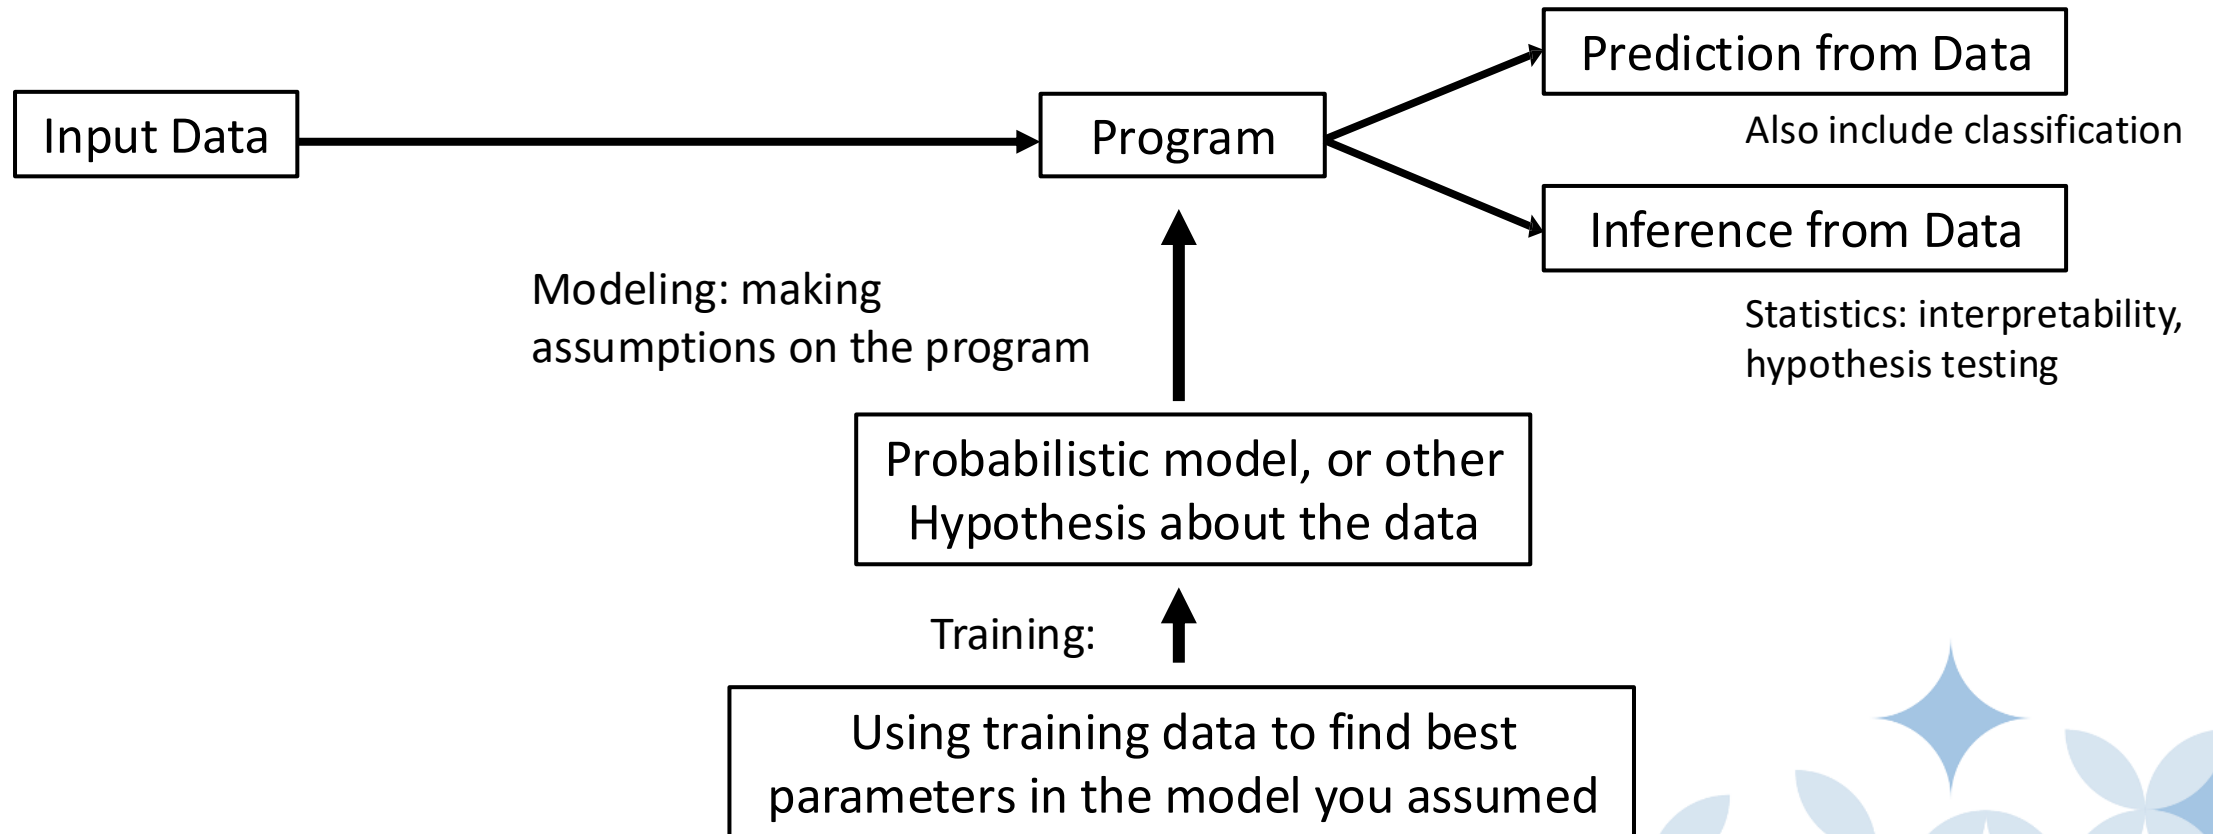 Prediction from Data
Input Data
Program
Also include classification
Inference from Data
Modeling: making
assumptions on the program
Statistics: interpretability,
hypothesis testing
Probabilistic model, or other
Hypothesis about the data
Training:
Using training data to find best
parameters in the model you assumed